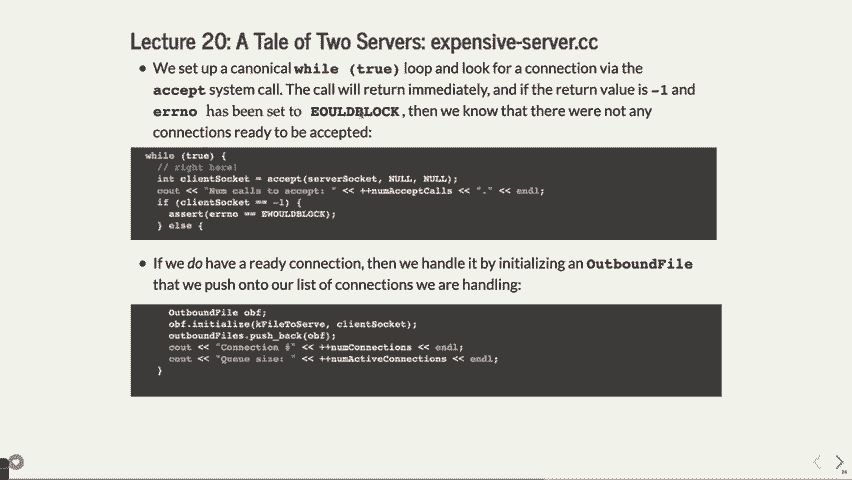 Lecture 20: A Tale of Two Servers: expensive-server.cc
• We set up a canonical while (true) loop and look for a connection via the
accept system call. The call will return immediately, and if the return value is -1 and
errno has been set to EOULDBLOCK, then we know that there were not any
connections ready to be accepted:
while (true) {
// right here!
int clientSocket = accept(serverSocket, NULL, NULL);
cout << "Num calls to accept: " << ++numAcceptCalls << "." << endl;
if (clientSocket == -1) {
assert(errno == EWOULDBLOCK);
} else {
• If we do have a ready connection, then we handle it by initializing an OutboundFile
that we push onto our list of connections we are handling:
OutboundFile obf;
obf.initialize(kFileToServe, clientSocket);
outboundFiles.push_back(obf);
cout << "Connection #" << ++numConnections << endl;
cout << "Queue size: " << ++numActiveConnections << endl;
}